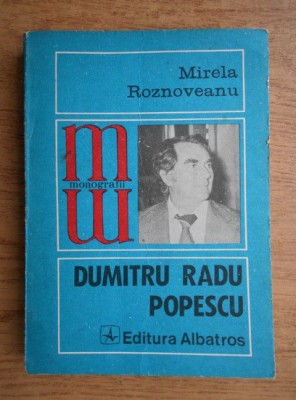 Mirela
Roznoveanu
m
monografii
m
DUMITRU RADU
POPESCU
Editura Albatros